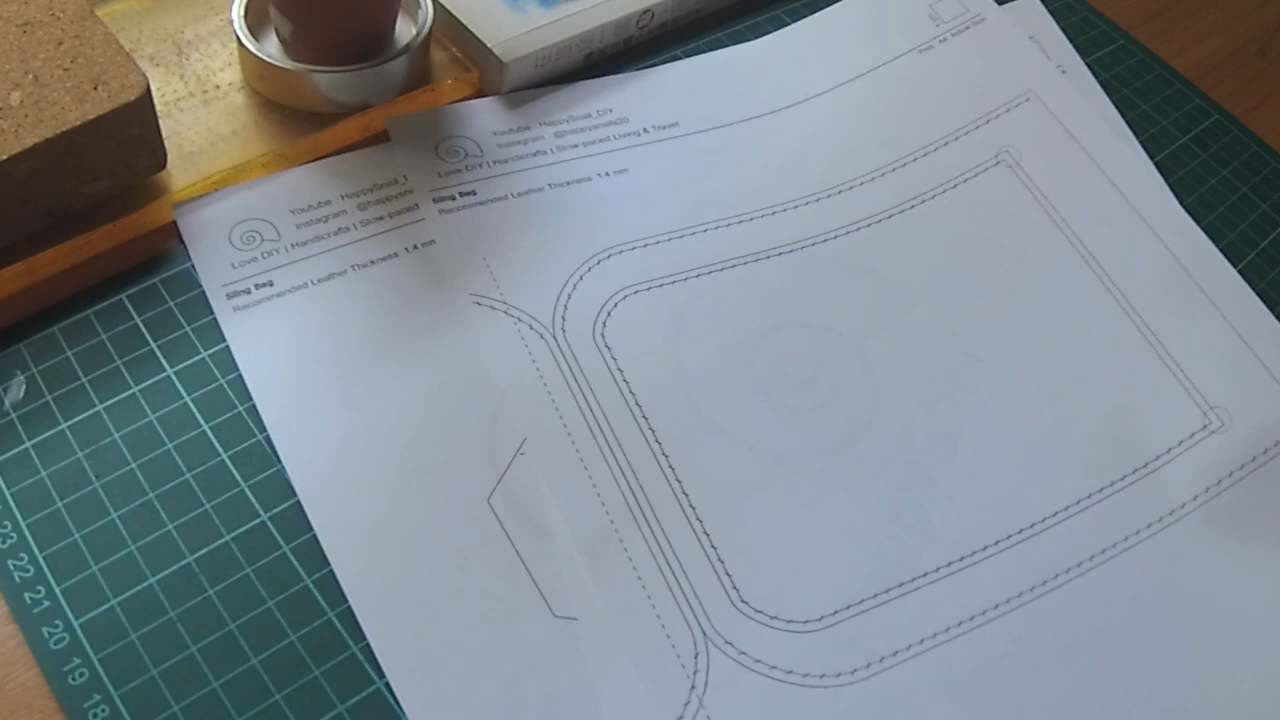 Youtube : HappySnail_DIY
Instagram : @happysnails20
Love DIY | Handicrafts | Slow-paced Living & Travel
Sling Bag
Recommended Leather Thickness 1.4 mm
Youtube : HappySnail_
Instagram : @happysn
Love DIY | Handicrafts | Slow-paced
Sling Bag
Recommended Leather Thickness 1.4 mm
23
22
21
20
19
18